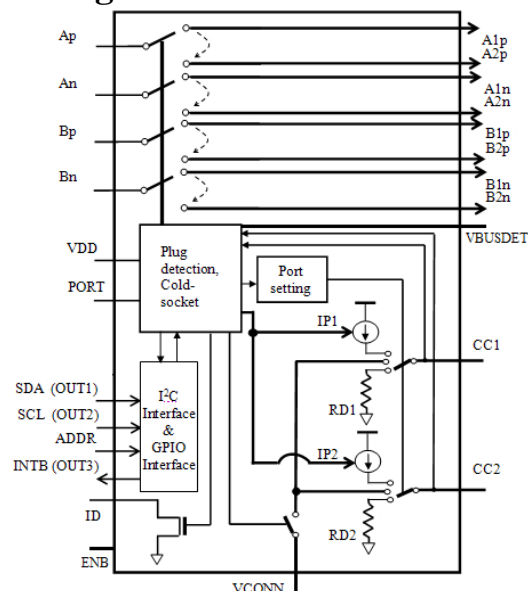 Ap
A1p
A2p
An
A1n
A2n
Bp
B1p
B2p
Bn
B1n
B2n
VBUSDET
VDD
PORT
Plug
detection,
Cold-
socket
Port
setting
IP1
CC1
RD1
SDA (OUT1)
SCL (OUT2)
ADDR
INTB (OUT3)
I2C
Interface
&
GPIO
Interface
IP2
CC2
RD2
ID
ENB
VCONN